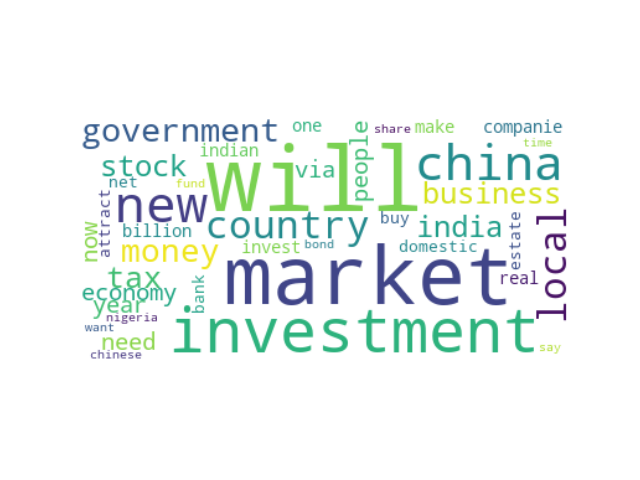 government one people share make companie
time
stock indian will via china
net fund
attract new business
billion country buy india estate local
now money invest bond domestic
tax market real
economy bank
year investment
nigeria
want need say
chinese